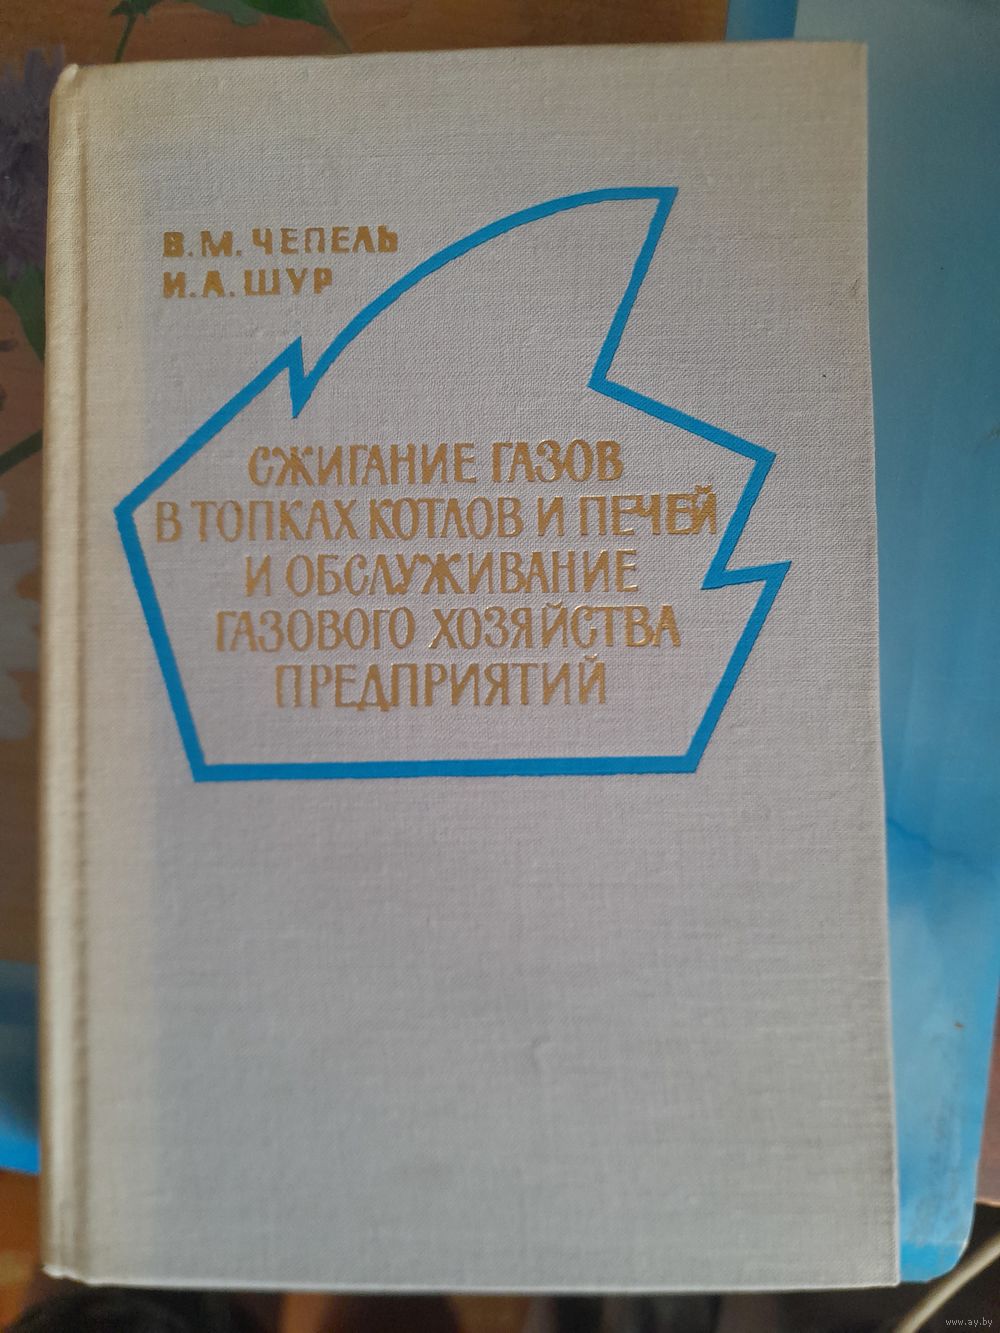 В. М. ЧЕПЕЛЬ
И. А. ШУР
СЖИГАНИЕ ГАЗОВ
В ТОПКАХ КОТЛОВ И ПЕЧЕЙ
И ОБСЛУЖИВАНИЕ
ГАЗОВОГО ХОЗЯЙСТВА
ПРЕДПРИЯТИЙ
www.ay.by